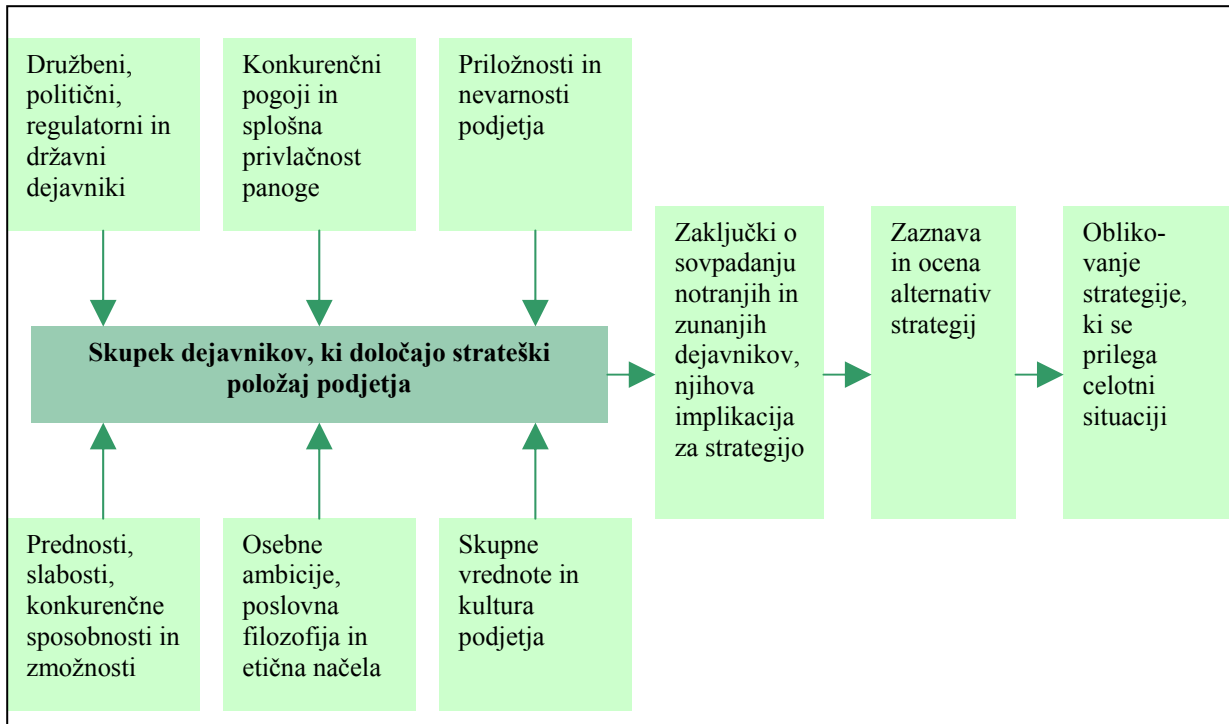 Družbeni,
politični,
regulatorni in
državni
dejavniki
Konkurenčni
pogoji in
splošna
privlačnost
panoge
Priložnosti in
nevarnosti
podjetja
Skupek dejavnikov, ki določajo strateški
položaj podjetja
Zaključki o
sovpadanju
notranjih in
zunanjih
dejavnikov,
njihova
implikacija
za strategijo
Zaznava
in ocena
alternativ
strategij
Obliko-
vanje
strategije,
ki se
prilega
celotni
situaciji
Prednosti,
slabosti,
konkurenčne
sposobnosti in
zmožnosti
Osebne
ambicije,
poslovna
filozofija in
etična načela
Skupne
vrednote in
kultura
podjetja